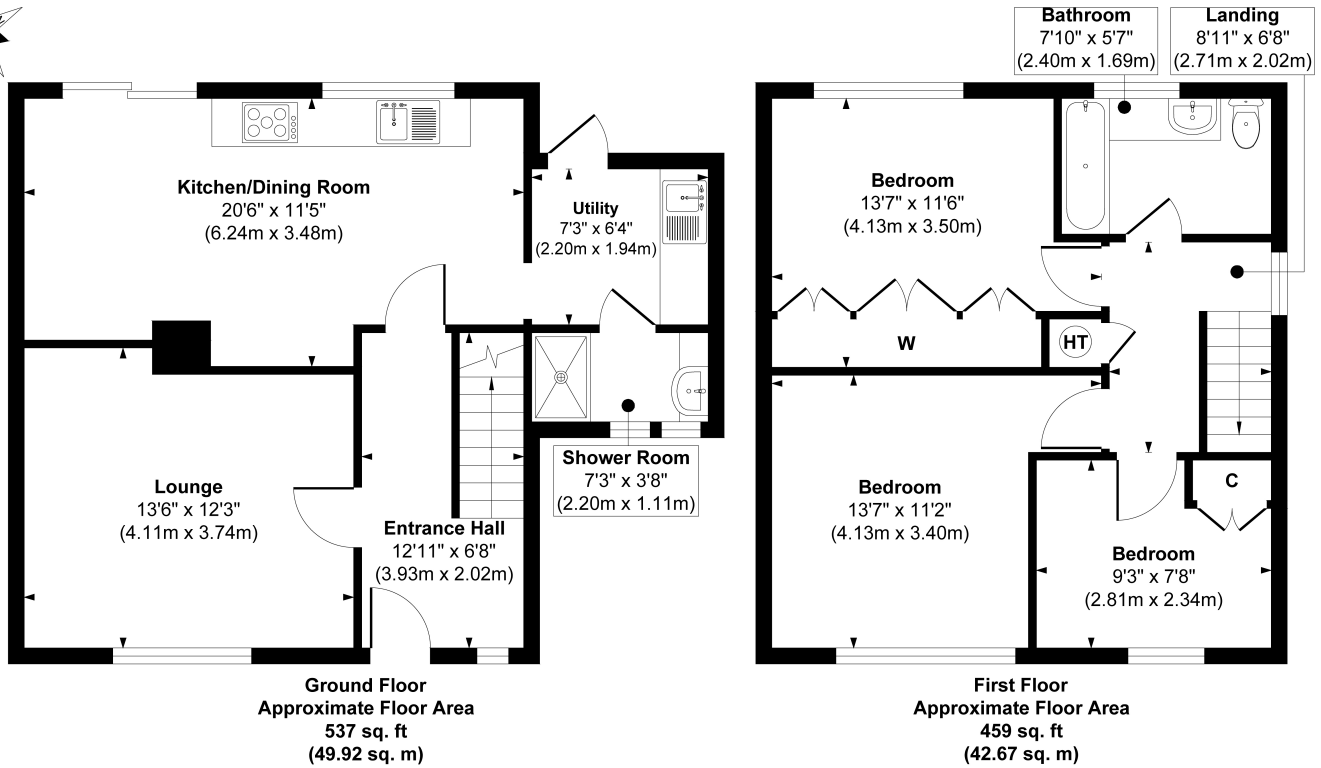 Bathroom
7'10" x 5'7"
(2.40m x 1.69m)
Landing
8'11" x 6'8"
(2.71m x 2.02m)
Kitchen/Dining Room
20'6" x 11'5"
(6.24m x 3.48m)
Utility
7'3" x 6'4"
(2.20m x 1.94m)
Bedroom
13'7" x 11'6"
(4.13m x 3.50m)
W
HT
Shower Room
7'3" x 3'8"
(2.20m x 1.11m)
Lounge
13'6" x 12'3"
(4.11m x 3.74m)
Entrance Hall
12'11" x 6'8"
(3.93m x 2.02m)
Bedroom
13'7" x 11'2"
(4.13m x 3.40m)
C
Bedroom
9'3" x 7'8"
(2.81m x 2.34m)
Ground Floor
Approximate Floor Area
537 sq. ft
(49.92 sq. m)
First Floor
Approximate Floor Area
459 sq. ft
(42.67 sq. m)